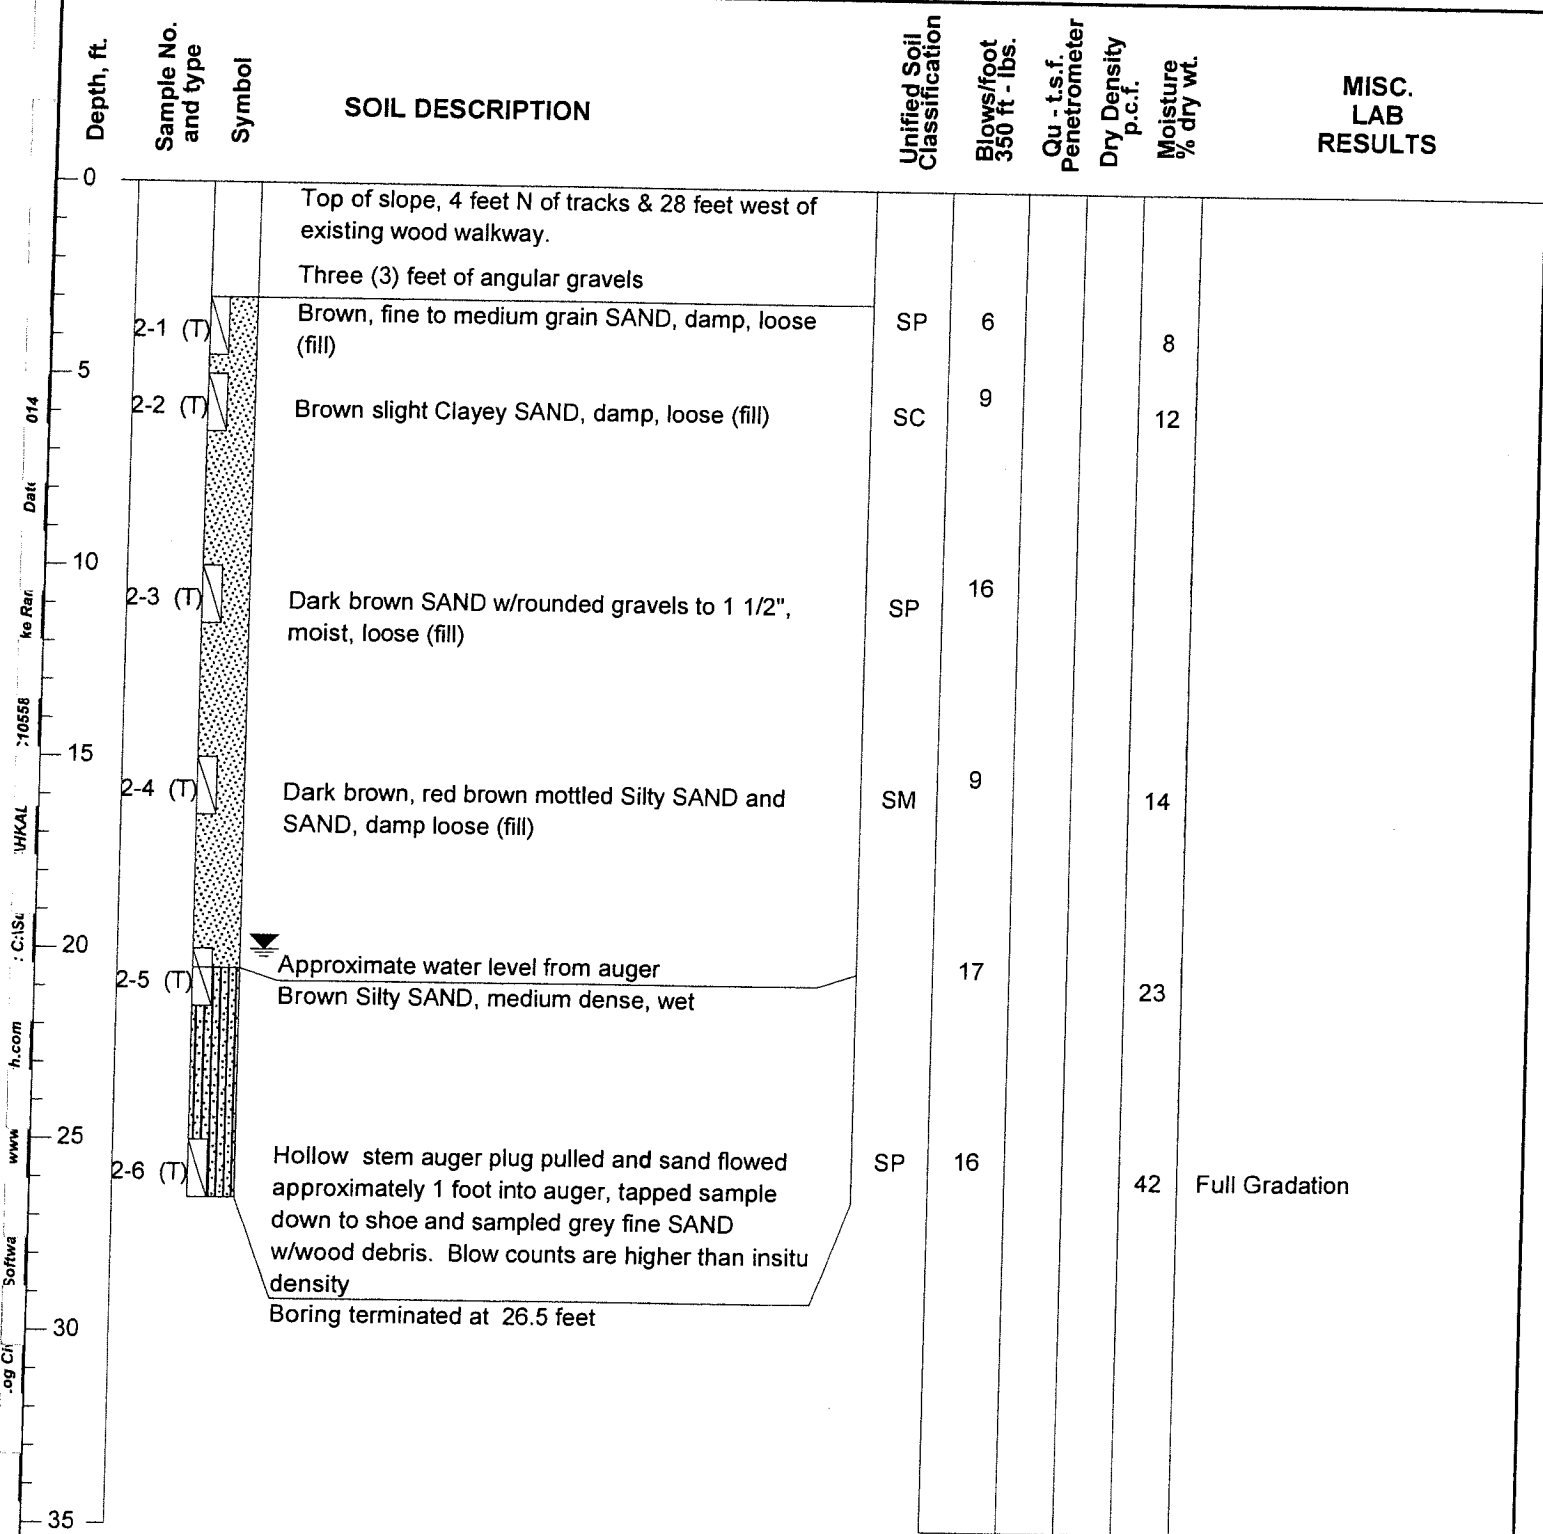 Depth, ft.
Sample No.
and type
Symbol
SOIL DESCRIPTION
Unified Soil
Classification
Blows/foot
350 ft - lbs.
Qu - t.s.f.
Penetrometer
Dry Density
p.c.f.
Moisture
% dry wt.
MISC.
LAB
RESULTS
0
Top of slope, 4 feet N of tracks & 28 feet west of
existing wood walkway.
Three (3) feet of angular gravels
2-1 (T)
Brown, fine to medium grain SAND, damp, loose
(fill)
SP
6
8
5
2-2 (T)
Brown slight Clayey SAND, damp, loose (fill)
SC
9
12
10
2-3 (T)
Dark brown SAND w/rounded gravels to 1 1/2",
moist, loose (fill)
SP
16
15
2-4 (T)
Dark brown, red brown mottled Silty SAND and
SAND, damp loose (fill)
SM
9
14
20
Approximate water level from auger
2-5 (T)
Brown Silty SAND, medium dense, wet
17
23
25
2-6 (T)
Hollow stem auger plug pulled and sand flowed
approximately 1 foot into auger, tapped sample
down to shoe and sampled grey fine SAND
w/wood debris. Blow counts are higher than insitu
density
SP
16
42
Full Gradation
Boring terminated at 26.5 feet
30
35
014
10558
www
h.com